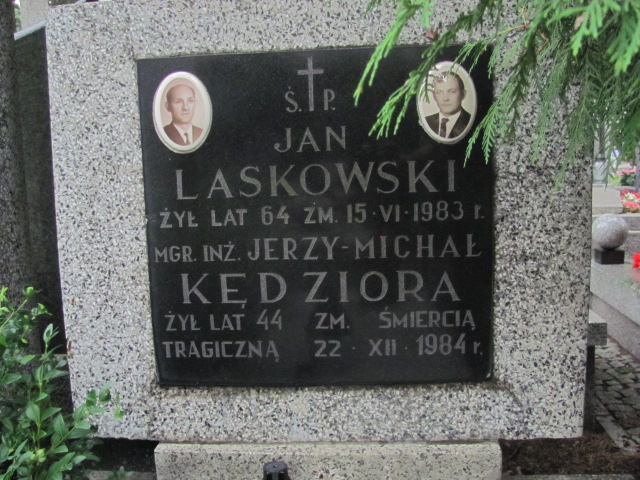 Ś. P.
JAN
LASKOWSKI
ŻYŁ LAT 64 ZM. 15·VI·1983 r.
MGR. INŻ. JERZY-MICHAŁ
KĘDZIORA
ŻYŁ LAT 44 ZM. ŚMIERCIĄ
TRAGICZNĄ 22·XII·1984 r.